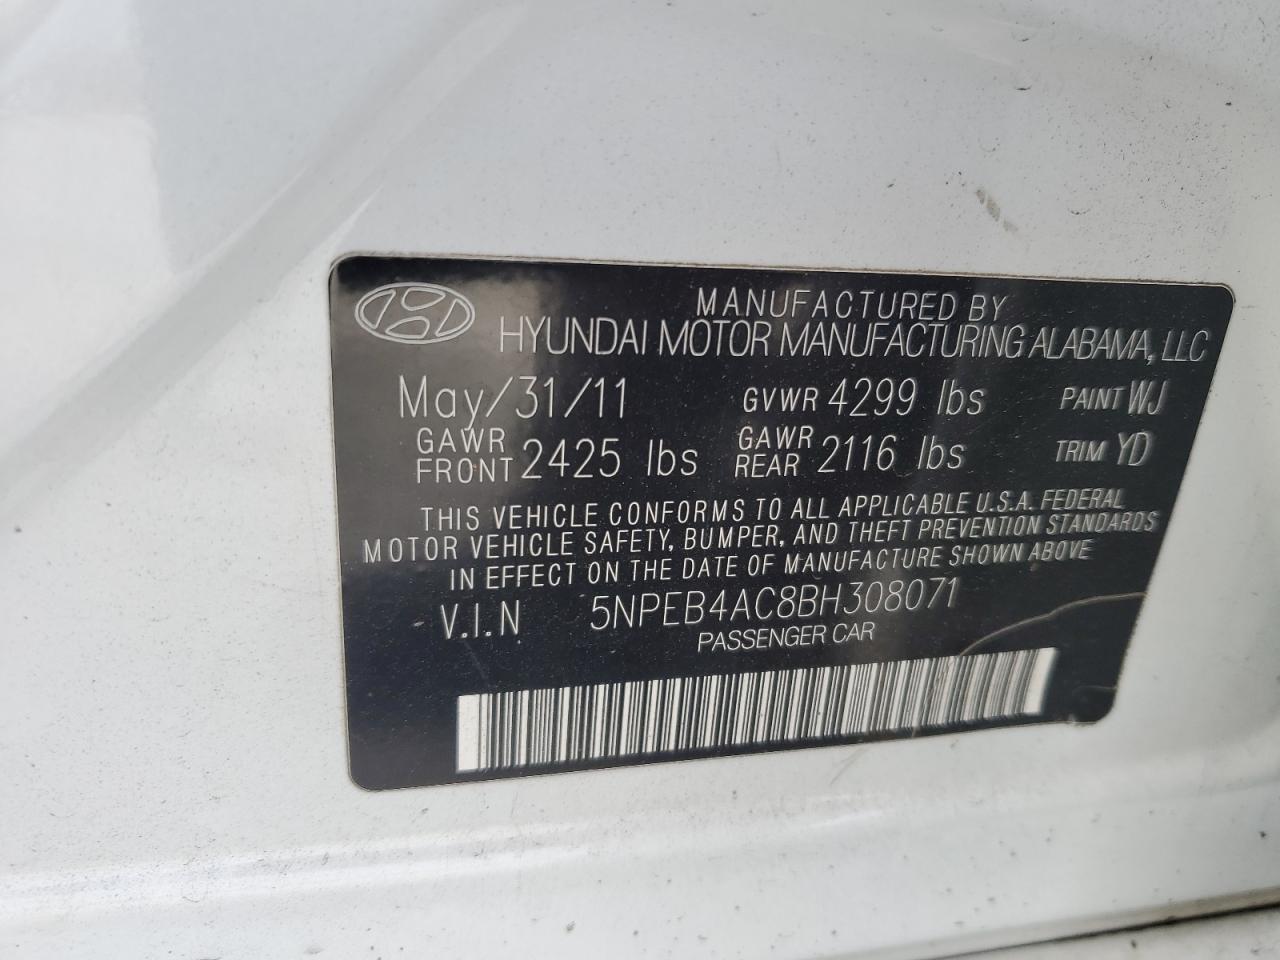 MANUFACTURED BY
HYUNDAI MOTOR MANUFACTURING ALABAMA, LLC
May/31/11 GVWR 4299 lbs PAINT WJ
GAWR FRONT 2425 lbs GAWR REAR 2116 lbs TRIM YD
THIS VEHICLE CONFORMS TO ALL APPLICABLE U.S.A. FEDERAL
MOTOR VEHICLE SAFETY, BUMPER, AND THEFT PREVENTION STANDARDS
IN EFFECT ON THE DATE OF MANUFACTURE SHOWN ABOVE
V.I.N 5NPEB4AC8BH308071
PASSENGER CAR